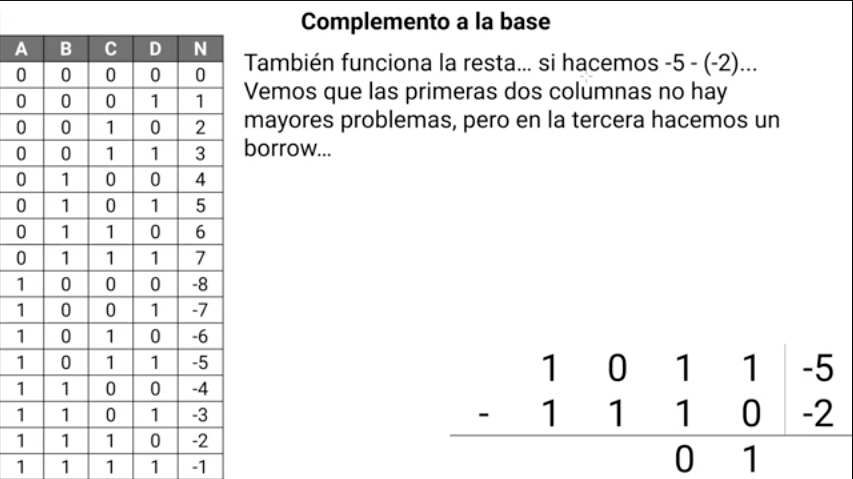 Complemento a la base
A B C D N
0 0 0 0 0
0 0 0 1 1
0 0 1 0 2
0 0 1 1 3
0 1 0 0 4
0 1 0 1 5
0 1 1 0 6
0 1 1 1 7
1 0 0 0 -8
1 0 0 1 -7
1 0 1 0 -6
1 0 1 1 -5
1 1 0 0 -4
1 1 0 1 -3
1 1 1 0 -2
1 1 1 1 -1
También funciona la resta... si hacemos -5 - (-2)...
Vemos que las primeras dos columnas no hay
mayores problemas, pero en la tercera hacemos un
borrow...
1 0 1 1 -5
- 1 1 1 0 -2
0 1